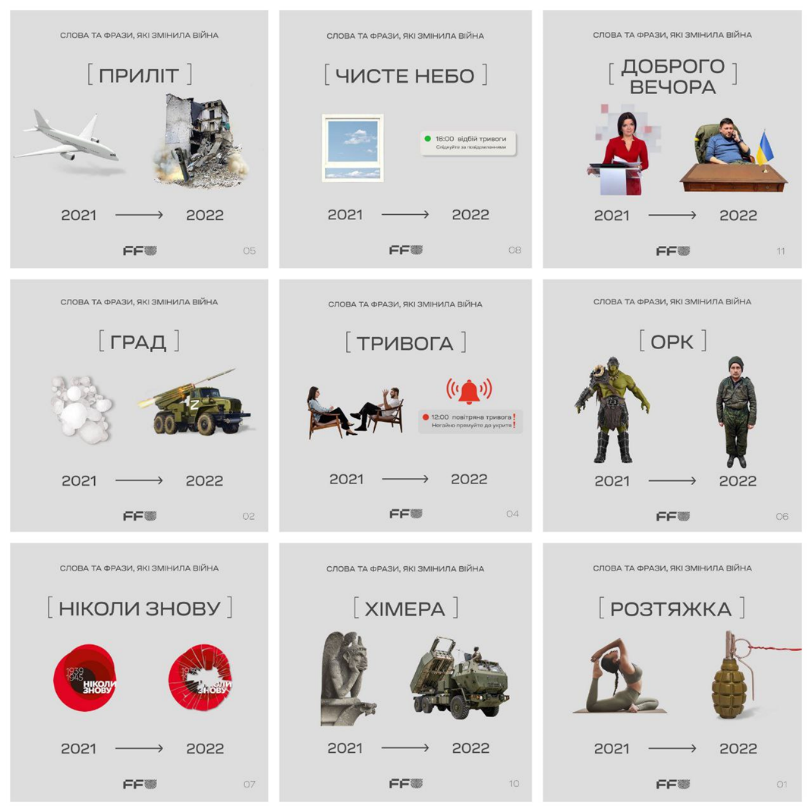 СЛОВА ТА ФРАЗИ, ЯКІ ЗМІНИЛА ВІЙНА
[ ПРИЛІТ ]
2021 → 2022
FF
05
СЛОВА ТА ФРАЗИ, ЯКІ ЗМІНИЛА ВІЙНА
[ ЧИСТЕ НЕБО ]
16:00 відбій тривоги
Слідкуйте за повідомленнями
2021 → 2022
FF
08
СЛОВА ТА ФРАЗИ, ЯКІ ЗМІНИЛА ВІЙНА
[ ДОБРОГО
ВЕЧОРА ]
2021 → 2022
FF
11
СЛОВА ТА ФРАЗИ, ЯКІ ЗМІНИЛА ВІЙНА
[ ГРАД ]
Z
2021 → 2022
FF
02
СЛОВА ТА ФРАЗИ, ЯКІ ЗМІНИЛА ВІЙНА
[ ТРИВОГА ]
12:00 повітряна тривога!
Негайно прямуйте до укриття!
2021 → 2022
FF
04
СЛОВА ТА ФРАЗИ, ЯКІ ЗМІНИЛА ВІЙНА
[ ОРК ]
2021 → 2022
FF
06
СЛОВА ТА ФРАЗИ, ЯКІ ЗМІНИЛА ВІЙНА
[ НІКОЛИ ЗНОВУ ]
1939
1945
НІКОЛИ
ЗНОВУ
ЗНОВУ
2021 → 2022
FF
07
СЛОВА ТА ФРАЗИ, ЯКІ ЗМІНИЛА ВІЙНА
[ ХІМЕРА ]
2021 → 2022
FF
10
СЛОВА ТА ФРАЗИ, ЯКІ ЗМІНИЛА ВІЙНА
[ РОЗТЯЖКА ]
2021 → 2022
FF
01